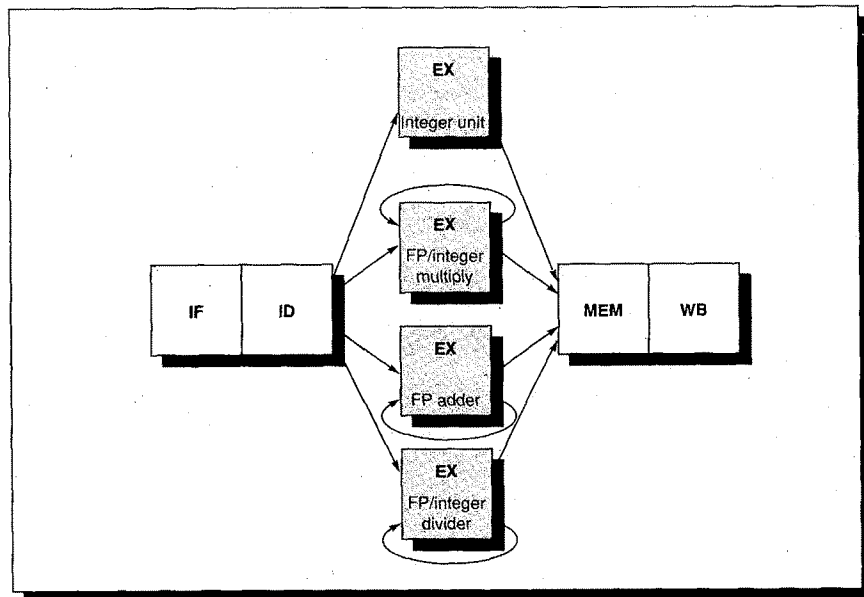 EX
Integer unit
EX
FP/integer
multiply
IF
ID
MEM
WB
EX
FP adder
EX
FP/integer
divider